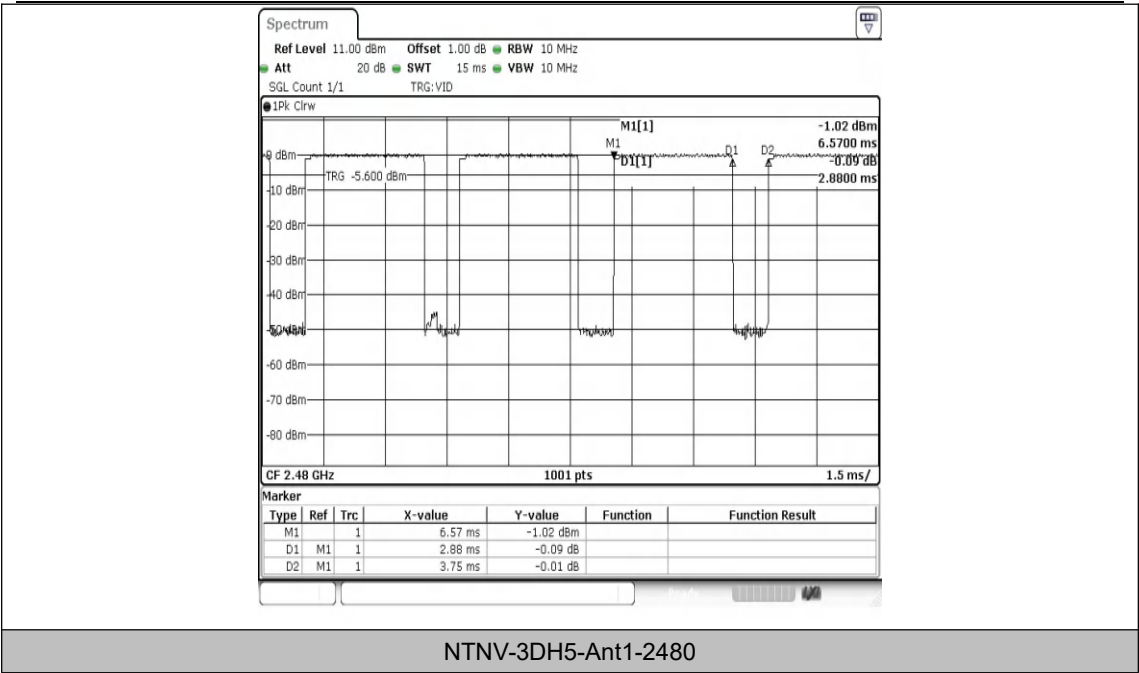 Spectrum
Ref Level 11.00 dBm Offset 1.00 dB RBW 10 MHz
Att 20 dB SWT 15 ms VBW 10 MHz
SGL Count 1/1 TRG:VID
1Pk Clrw
M1[1] -1.02 dBm
6.5700 ms
M1 D1 D2
0 dBm D1[1] -0.09 dB
TRG -5.600 dBm 2.8800 ms
-10 dBm
-20 dBm
-30 dBm
-40 dBm
-50 dBm
-60 dBm
-70 dBm
-80 dBm
CF 2.48 GHz 1001 pts 1.5 ms/
Marker
Type Ref Trc X-value Y-value Function Function Result
M1 1 6.57 ms -1.02 dBm
D1 M1 1 2.88 ms -0.09 dB
D2 M1 1 3.75 ms -0.01 dB
NTNV-3DH5-Ant1-2480